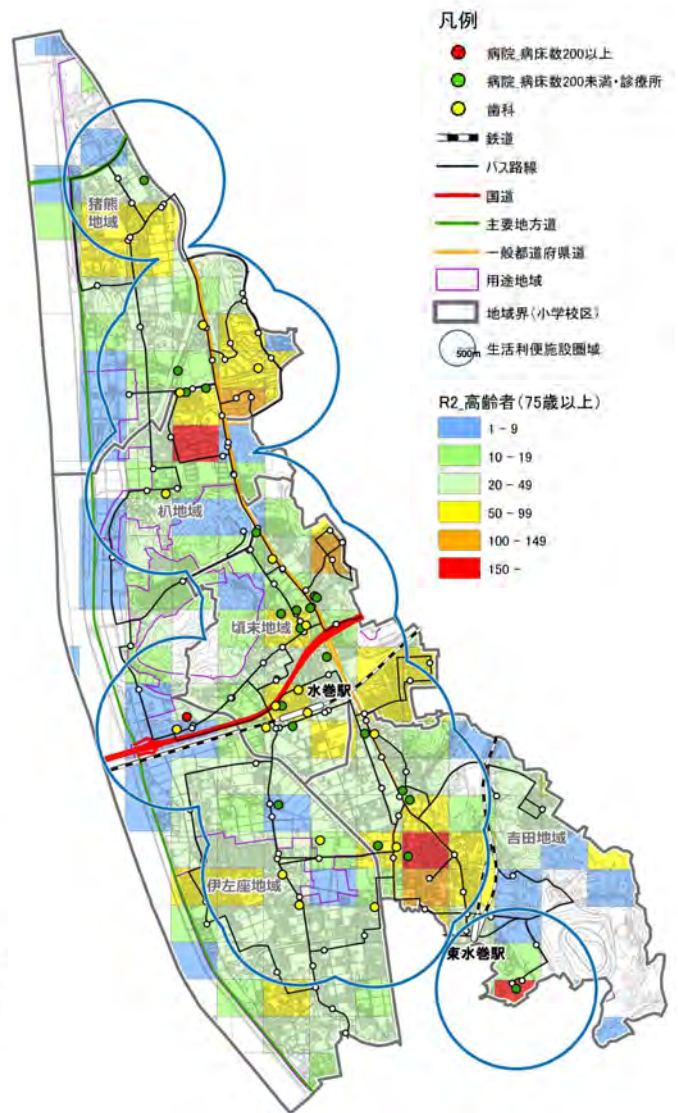 凡例
病院_病床数200以上
病院_病床数200未満・診療所
歯科
鉄道
バス路線
国道
主要地方道
一般都道府県道
用途地域
地域界(小学校区)
500m
生活利便施設圏域
R2_高齢者(75歳以上)
1 - 9
10 - 19
20 - 49
50 - 99
100 - 149
150 -
猪熊
地域
朳地域
頃末地域
水巻駅
吉田地域
伊左座地域
東水巻駅